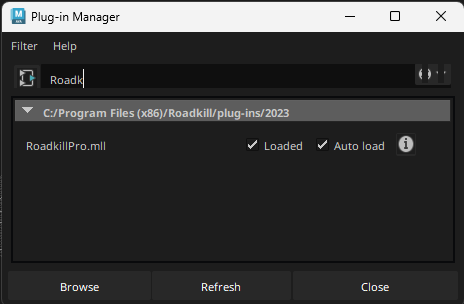 Plug-in Manager
Filter Help
Roadk
C:/Program Files (x86)/Roadkill/plug-ins/2023
RoadkillPro.mll Loaded Auto load
Browse Refresh Close